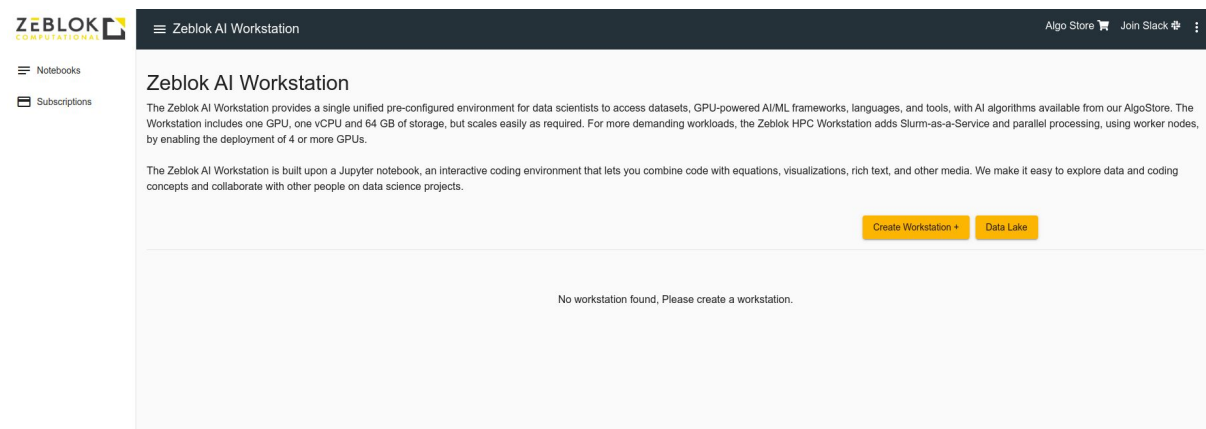 ZEBLOK
COMPUTATIONAL
Zeblok AI Workstation
Algo Store
Join Slack
Notebooks
Subscriptions
Zeblok AI Workstation
The Zeblok AI Workstation provides a single unified pre-configured environment for data scientists to access datasets, GPU-powered AI/ML frameworks, languages, and tools, with AI algorithms available from our AlgoStore. The
Workstation includes one GPU, one vCPU and 64 GB of storage, but scales easily as required. For more demanding workloads, the Zeblok HPC Workstation adds Slurm-as-a-Service and parallel processing, using worker nodes,
by enabling the deployment of 4 or more GPUs.
The Zeblok AI Workstation is built upon a Jupyter notebook, an interactive coding environment that lets you combine code with equations, visualizations, rich text, and other media. We make it easy to explore data and coding
concepts and collaborate with other people on data science projects.
Create Workstation +
Data Lake
No workstation found, Please create a workstation.